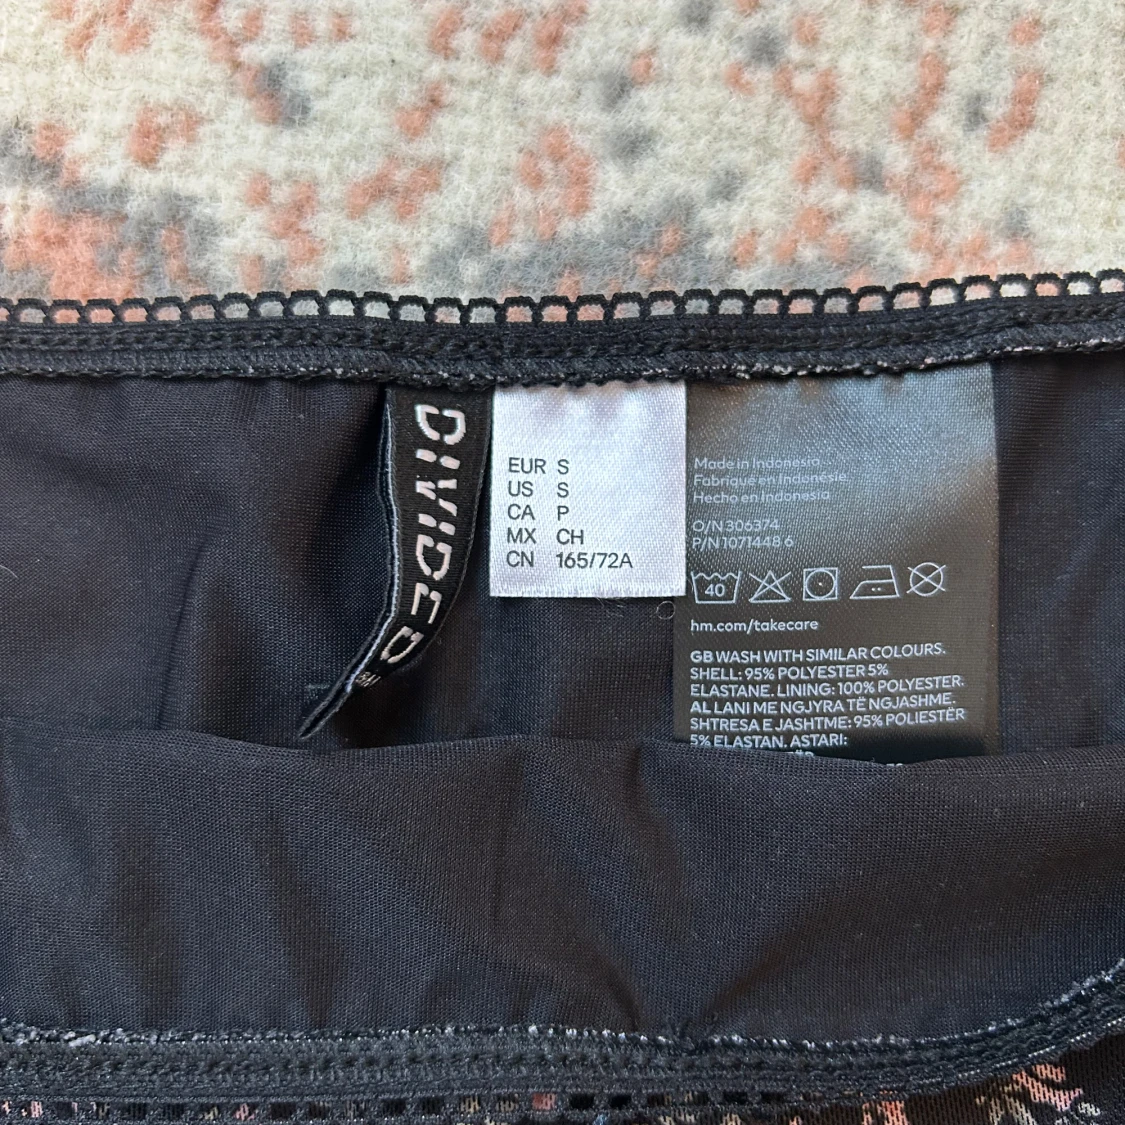 DIVIDED
EUR S
US S
CA P
MX CH
CN 165/72A
Made in Indonesia
Fabriqué en Indonésie
Hecho en Indonesia
O/N 306374
P/N 1071448 6
40
hm.com/takecare
GB WASH WITH SIMILAR COLOURS.
SHELL: 95% POLYESTER 5%
ELASTANE. LINING: 100% POLYESTER.
AL LANI ME NGJYRA TË NGJASHME.
SHTRESA E JASHTME: 95% POLIESTËR
5% ELASTAN. ASTARI: